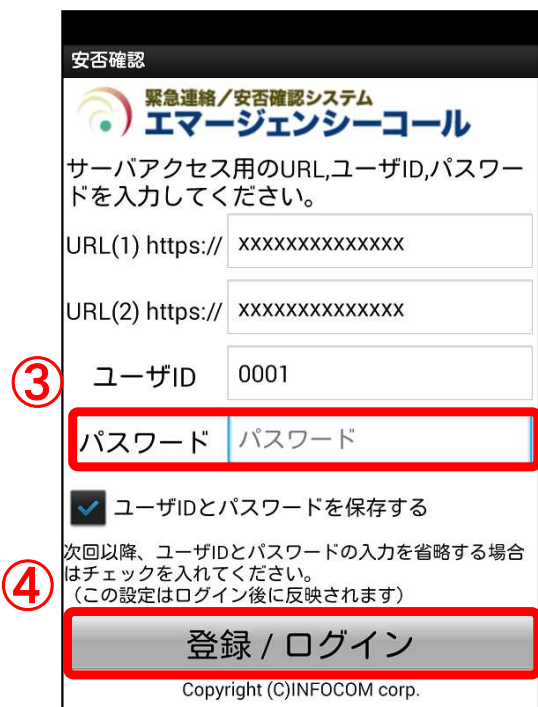 安否確認
緊急連絡/安否確認システム
エマージェンシーコール
サーバアクセス用のURL,ユーザID,パスワー
ドを入力してください。
URL(1) https:// xxxxxxxxxxxxxx
URL(2) https:// xxxxxxxxxxxxxx
③ ユーザID 0001
パスワード パスワード
ユーザIDとパスワードを保存する
次回以降、ユーザIDとパスワードの入力を省略する場合
はチェックを入れてください。
(この設定はログイン後に反映されます)
④
登録 / ログイン
Copyright (C)INFOCOM corp.